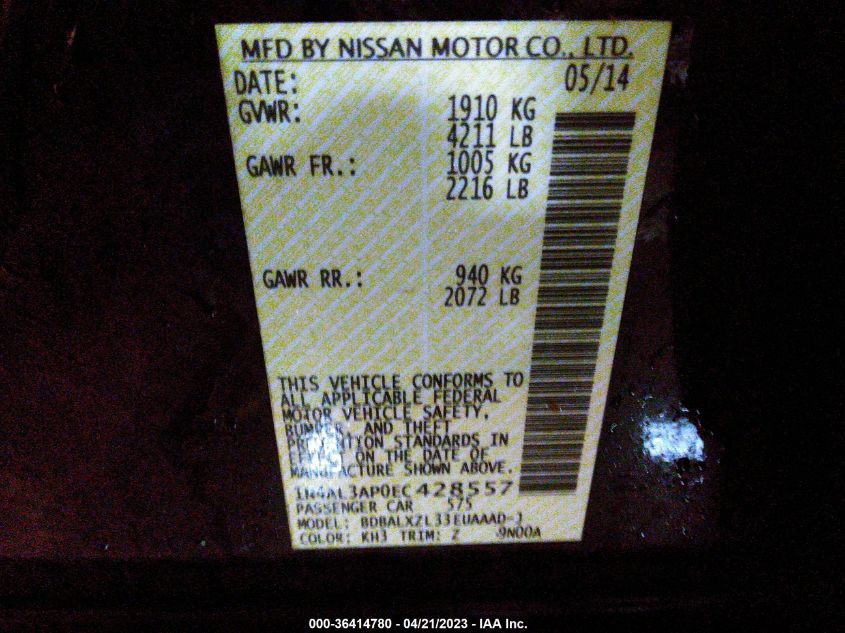 MFD BY NISSAN MOTOR CO., LTD.
DATE: 05/14
GVWR: 1910 KG
4211 LB
GAWR FR.: 1005 KG
2216 LB
GAWR RR.: 940 KG
2072 LB
THIS VEHICLE CONFORMS TO
ALL APPLICABLE FEDERAL
MOTOR VEHICLE SAFETY,
BUMPER, AND THEFT
PREVENTION STANDARDS IN
EFFECT ON THE DATE OF
MANUFACTURE SHOWN ABOVE.
1N4AL3AP0EC428557
PASSENGER CAR 575
MODEL: BDBALXZL33EUAAAD-J
COLOR: KH3 TRIM: Z 9N00A
000-36414780 - 04/21/2023 - IAA Inc.